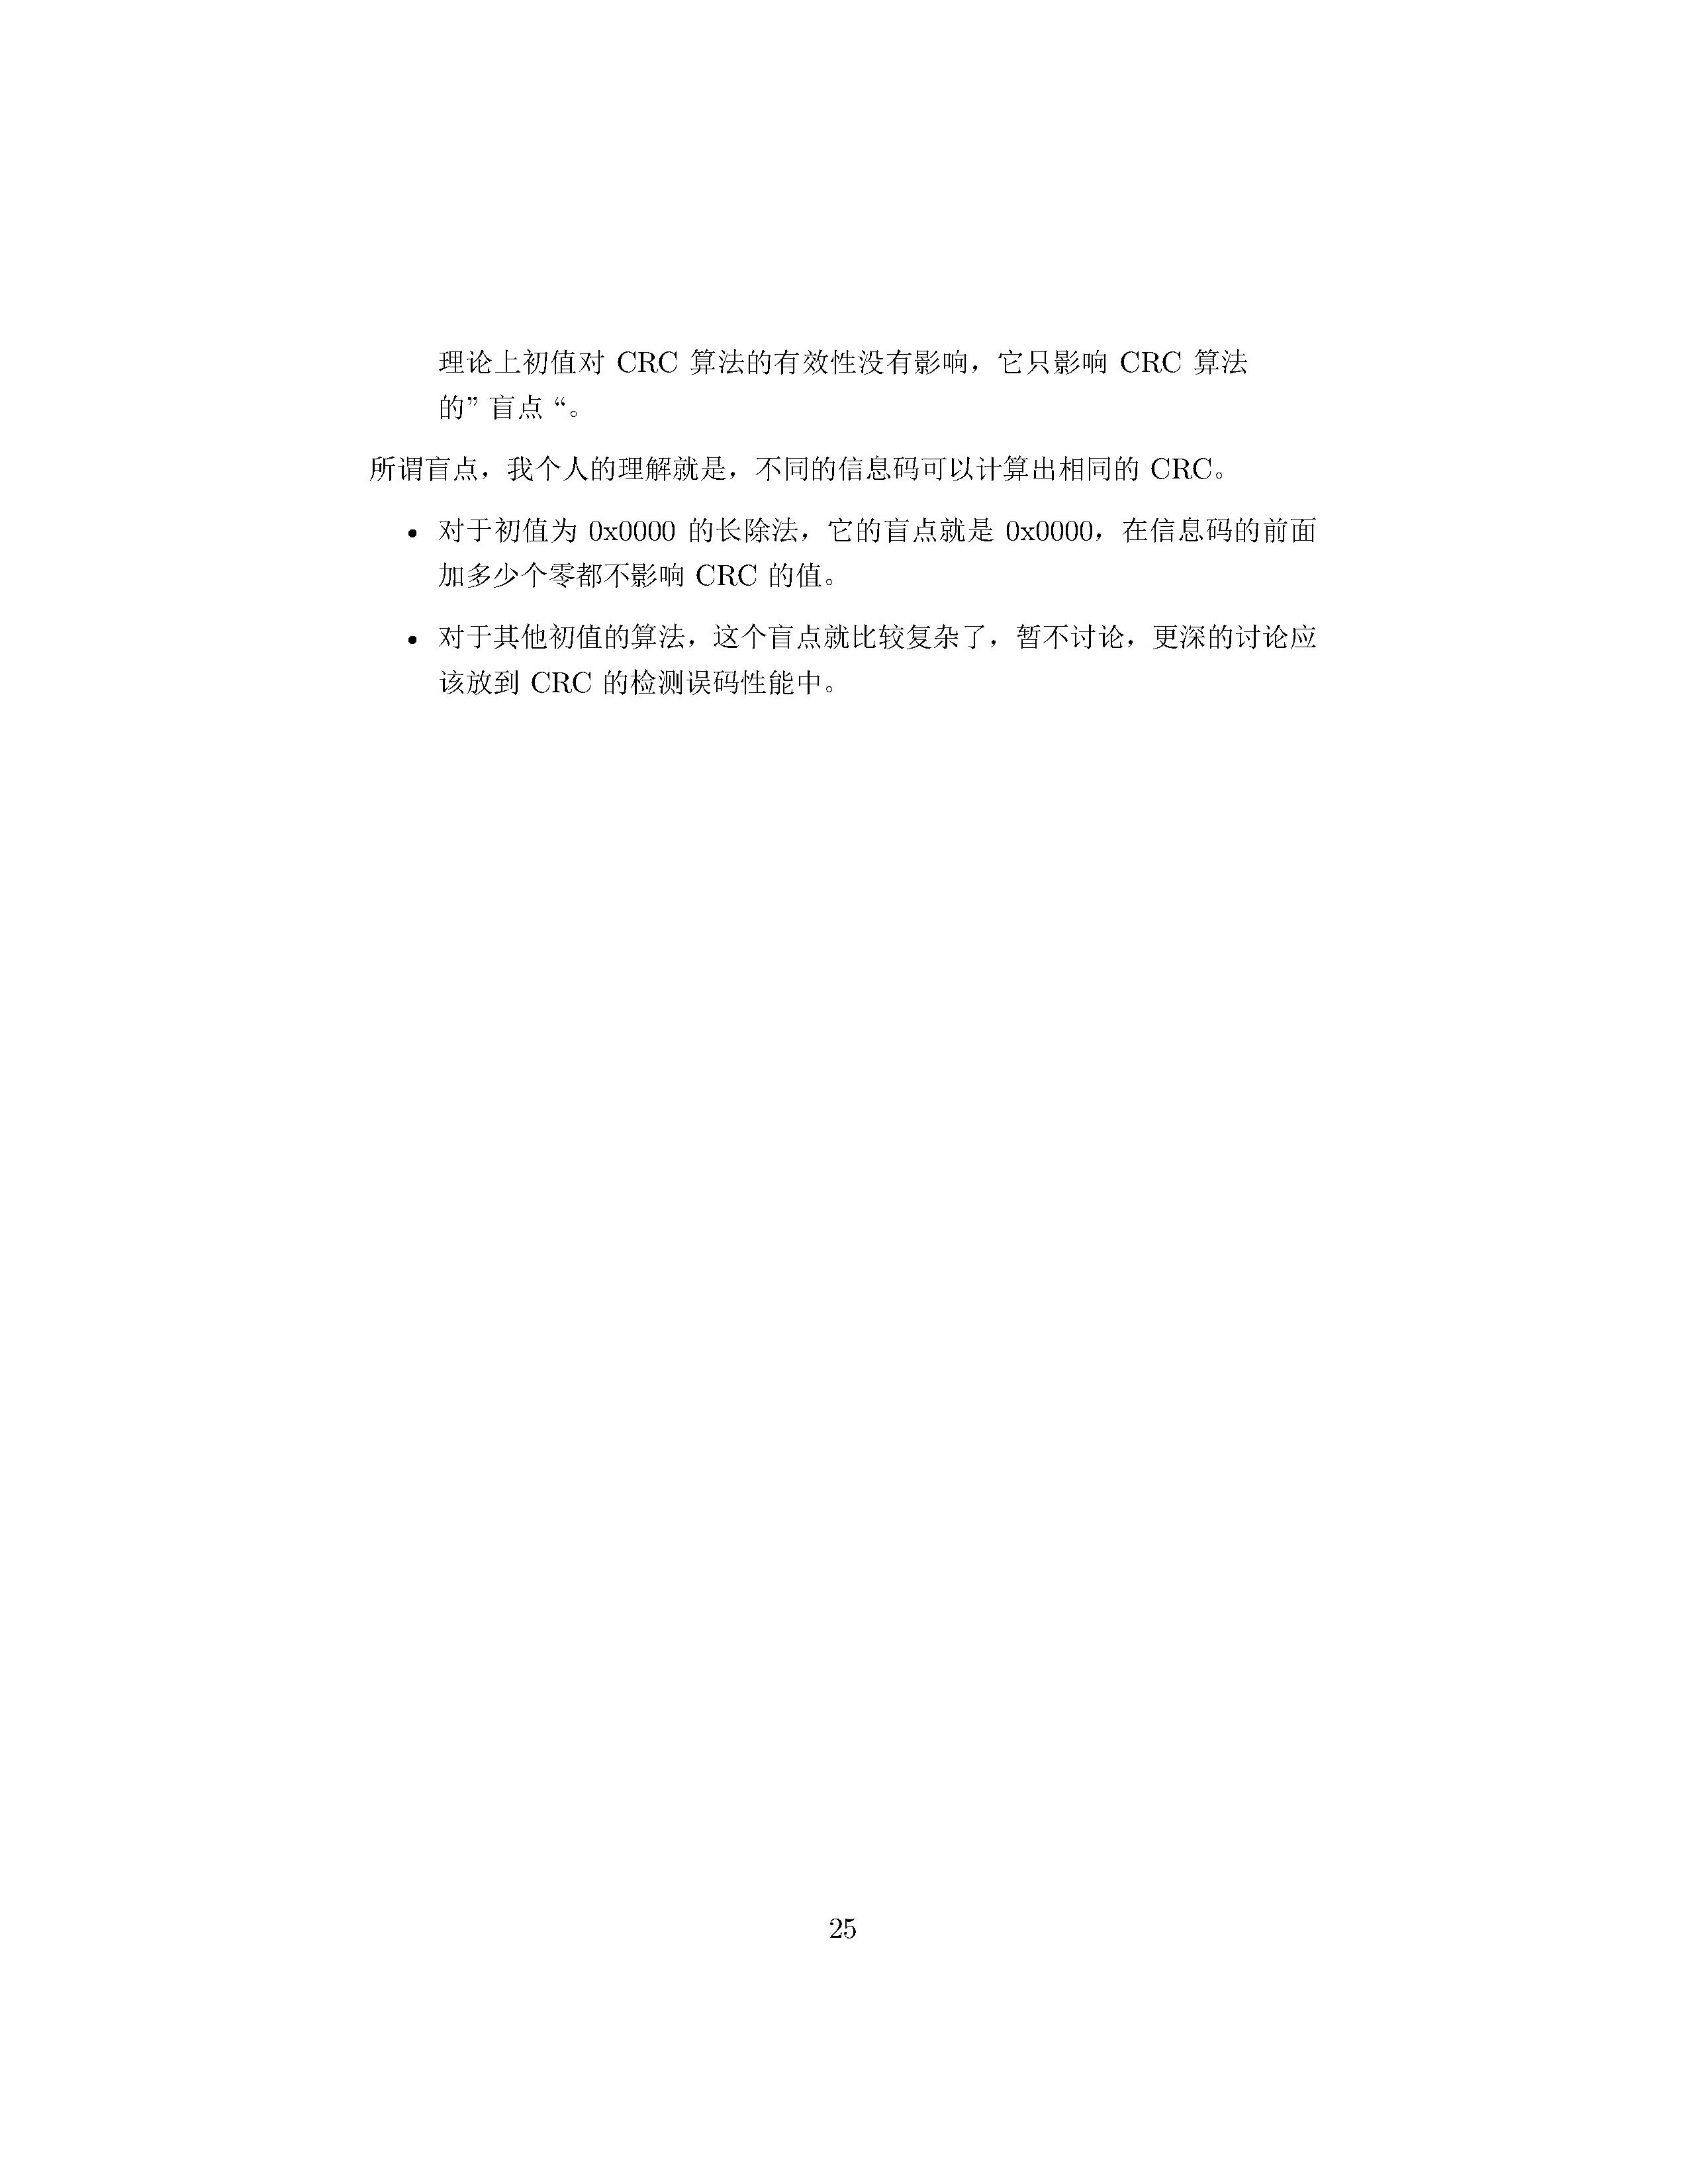 理论上初值对 CRC 算法的有效性没有影响，它只影响 CRC 算法
的” 盲点 “。
所谓盲点，我个人的理解就是，不同的信息码可以计算出相同的 CRC。
• 对于初值为 0x0000 的长除法，它的盲点就是 0x0000，在信息码的前面
加多少个零都不影响 CRC 的值。
• 对于其他初值的算法，这个盲点就比较复杂了，暂不讨论，更深的讨论应
该放到 CRC 的检测误码性能中。
25